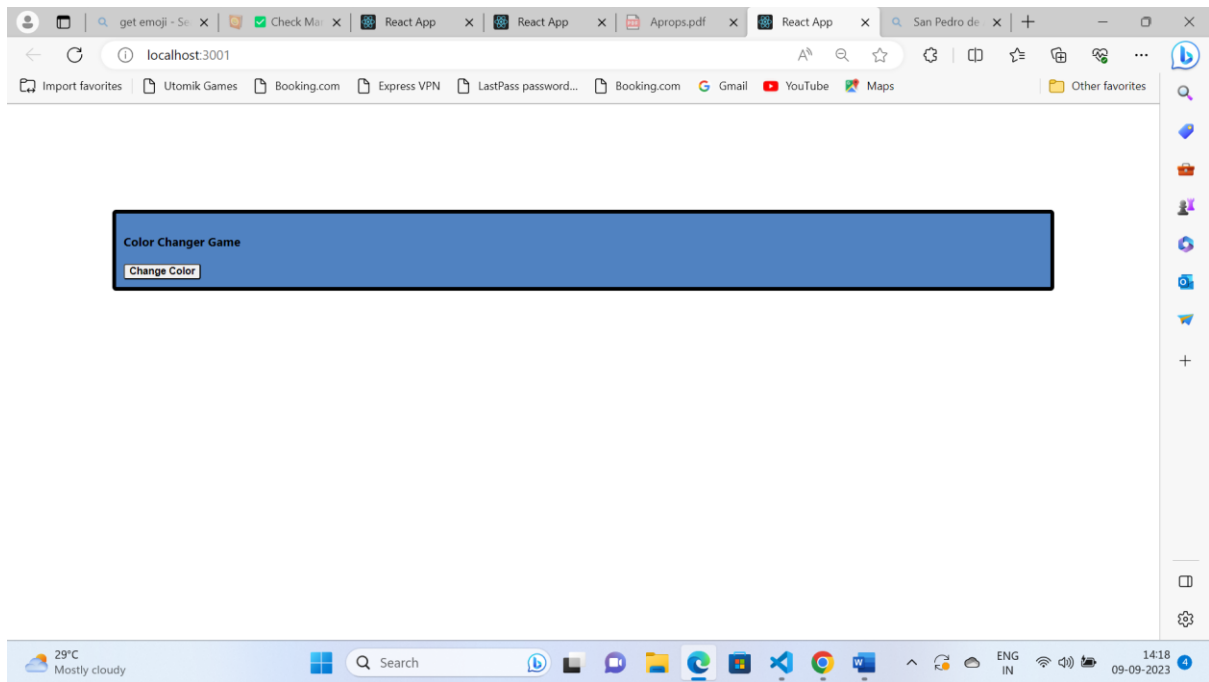 get emoji - Se
Check Ma
React App
React App
Aprops.pdf
React App
San Pedro de
localhost:3001
Import favorites
Utomik Games
Booking.com
Express VPN
LastPass password...
Booking.com
Gmail
YouTube
Maps
Other favorites
Color Changer Game
Change Color
29°C
Mostly cloudy
Search
ENG
IN
14:18
09-09-2023
4